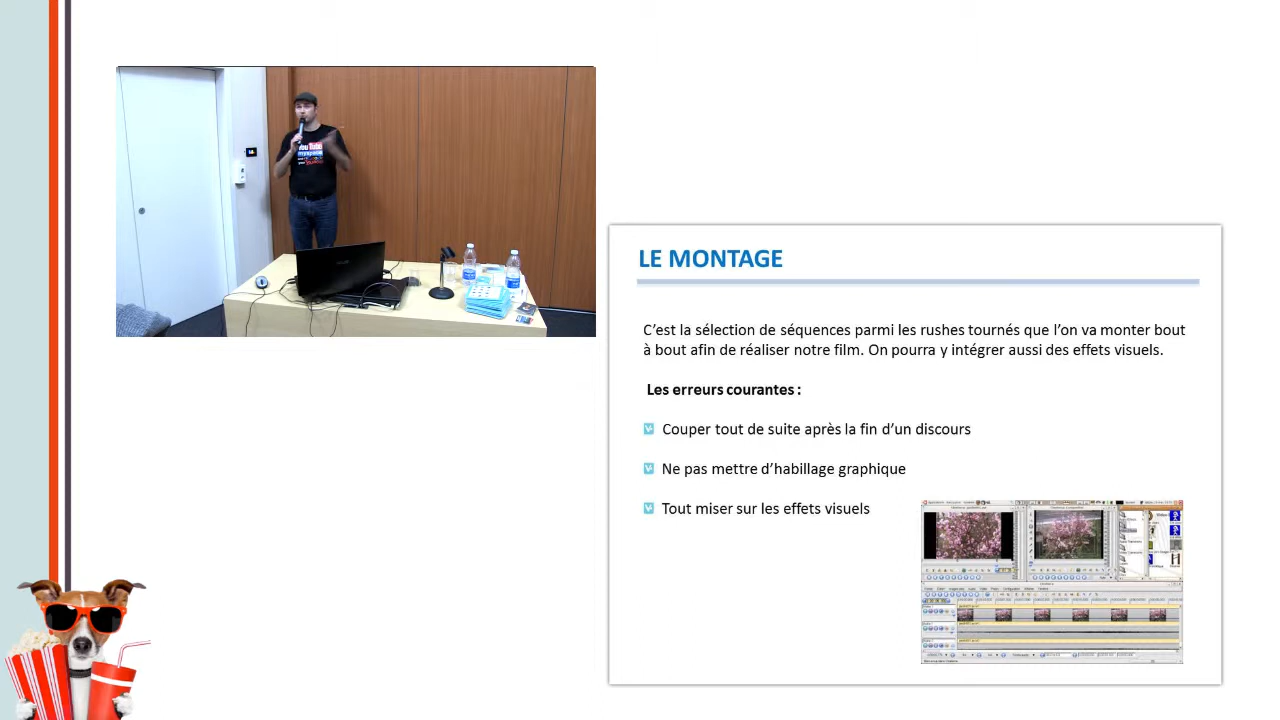 YouTube
LE MONTAGE
C’est la sélection de séquences parmi les rushes tournés que l’on va monter bout
à bout afin de réaliser notre film. On pourra y intégrer aussi des effets visuels.
Les erreurs courantes :
Couper tout de suite après la fin d’un discours
Ne pas mettre d’habillage graphique
Tout miser sur les effets visuels